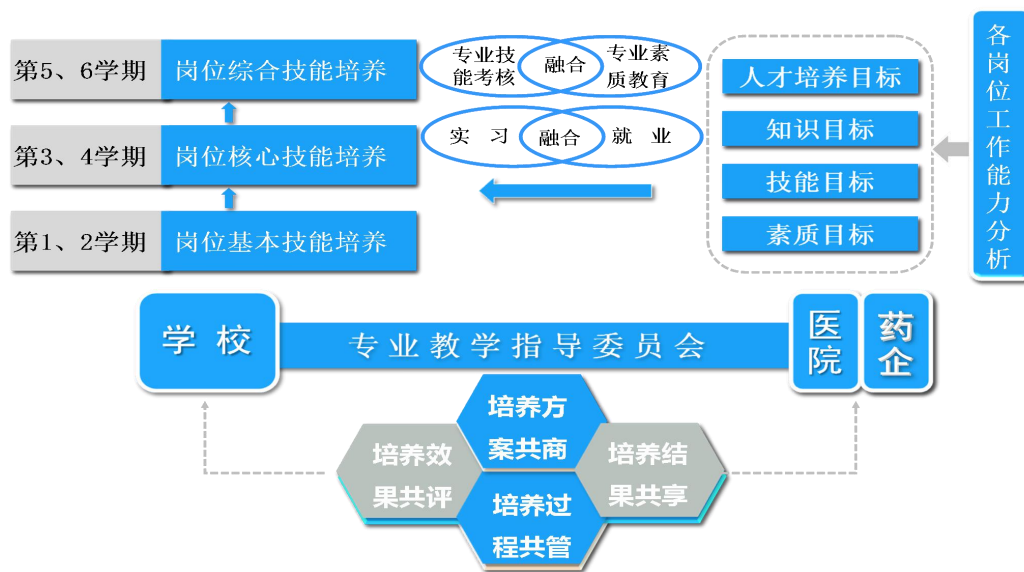 第5、6学期
岗位综合技能培养
专业技
能考核
融合
专业素
质教育
第3、4学期
岗位核心技能培养
实 习
融合
就 业
第1、2学期
岗位基本技能培养
人才培养目标
知识目标
技能目标
素质目标
各岗位工作能力分析
学 校
专业教学指导委员会
医院
药企
培养方
案共商
培养效
果共评
培养结
果共享
培养过
程共管